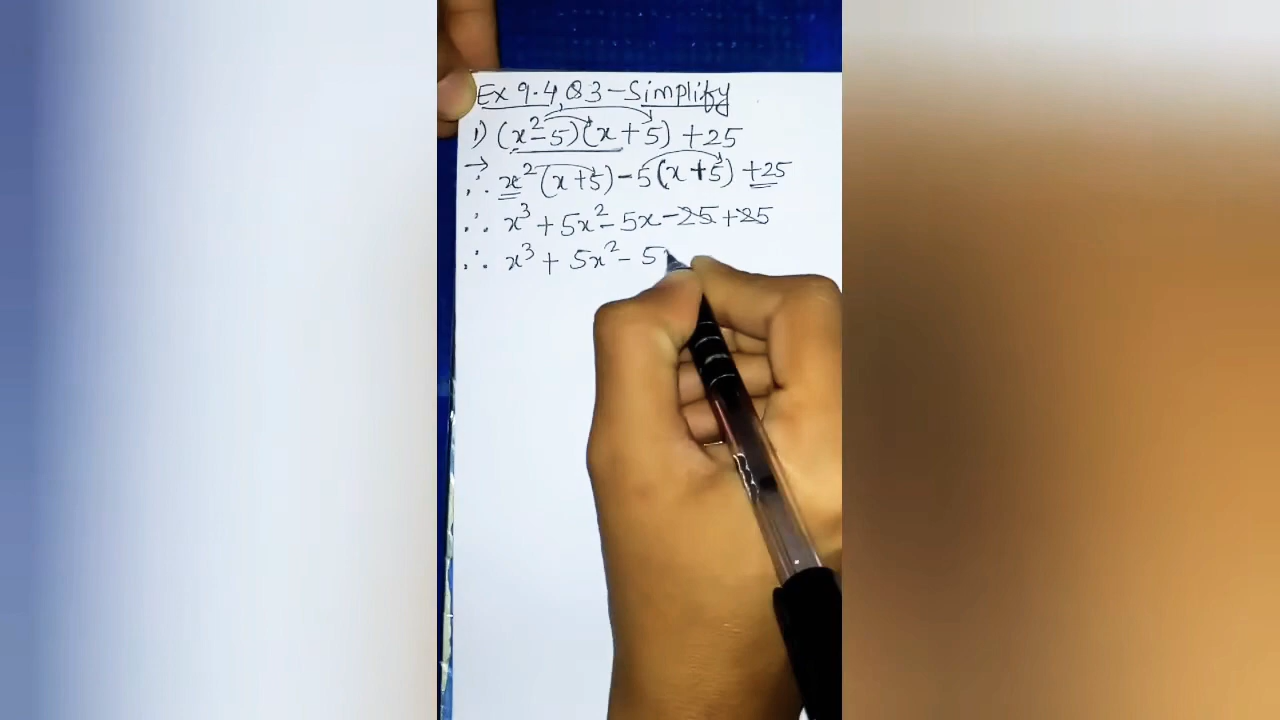 Ex 9.4, Q3 - Simplify
1) (x²-5)(x+5) +25
→
∴ x²(x+5)-5(x+5) +25
∴ x³+5x²-5x-25+25
∴ x³+5x²-5x